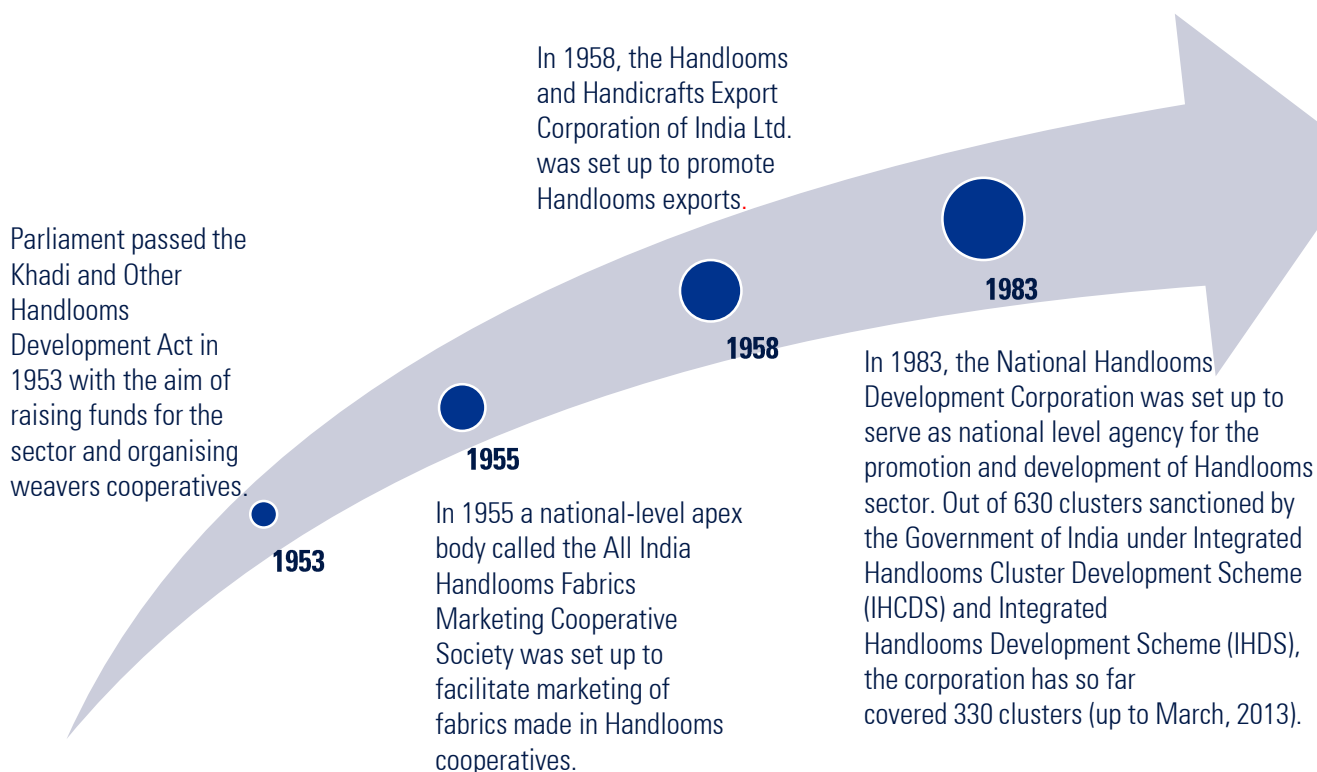 Parliament passed the
Khadi and Other
Handlooms
Development Act in
1953 with the aim of
raising funds for the
sector and organising
weavers cooperatives.
1953
1955
In 1955 a national-level apex
body called the All India
Handlooms Fabrics
Marketing Cooperative
Society was set up to
facilitate marketing of
fabrics made in Handlooms
cooperatives.
In 1958, the Handlooms
and Handicrafts Export
Corporation of India Ltd.
was set up to promote
Handlooms exports.
1958
1983
In 1983, the National Handlooms
Development Corporation was set up to
serve as national level agency for the
promotion and development of Handlooms
sector. Out of 630 clusters sanctioned by
the Government of India under Integrated
Handlooms Cluster Development Scheme
(IHCDS) and Integrated
Handlooms Development Scheme (IHDS),
the corporation has so far
covered 330 clusters (up to March, 2013).